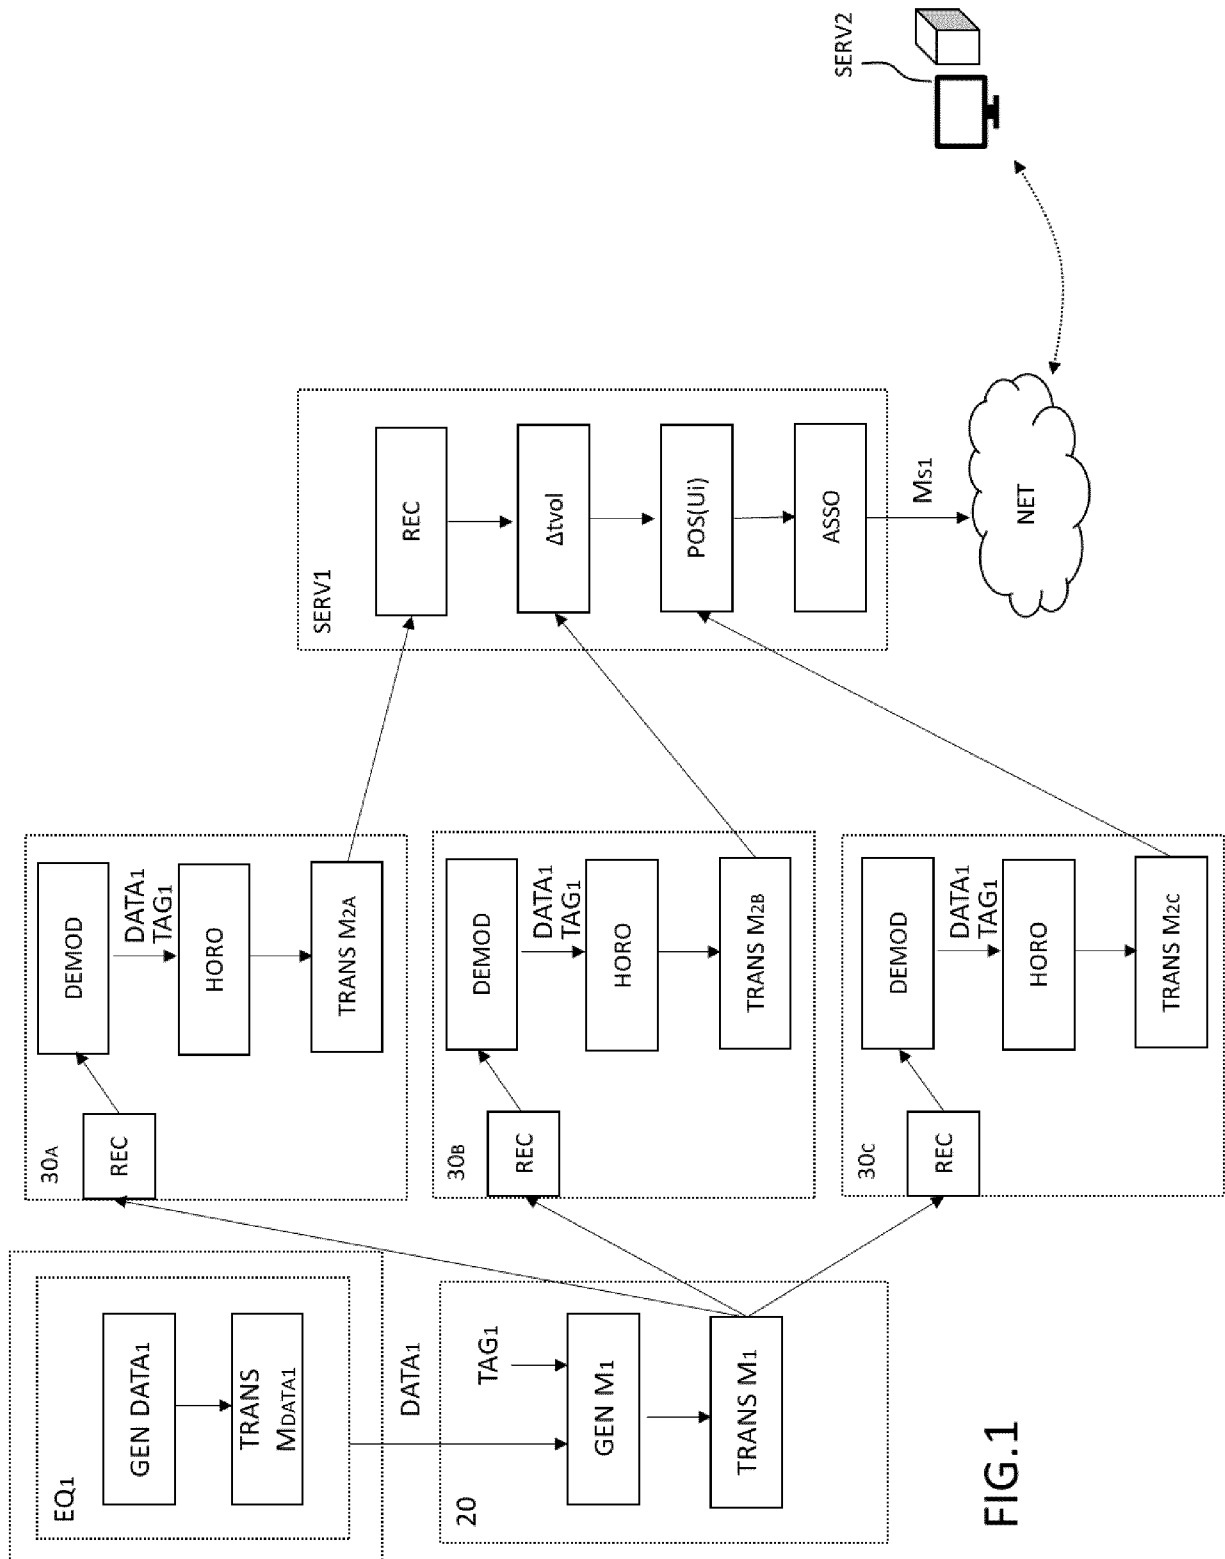 EQ1
GEN DATA1
TRANS
MDATA1
DATA1
20
TAG1
GEN M1
TRANS M1
30A
REC
DEMOD
DATA1
TAG1
HORO
TRANS M2A
30B
REC
DEMOD
DATA1
TAG1
HORO
TRANS M2B
30C
REC
DEMOD
DATA1
TAG1
HORO
TRANS M2C
SERV1
REC
Δtvol
POS(Ui)
ASSO
MS1
NET
SERV2
FIG.1